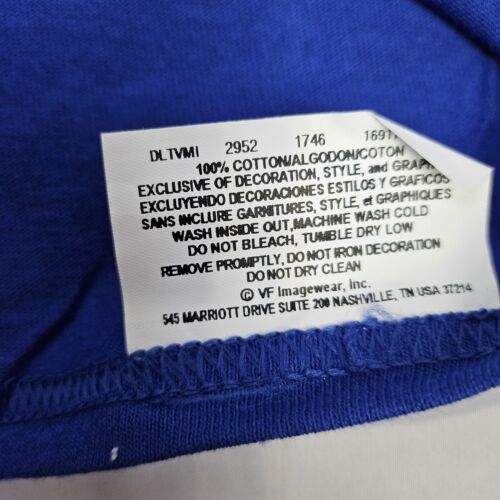 DLTVMI 2952 1746
100% COTTON/ALGODON/COTON
EXCLUSIVE OF DECORATION, STYLE, and
EXCLUYENDO DECORACIONES ESTILOS Y GRAFICOS
SANS INCLURE GARNITURES, STYLE, et GRAPHIQUES
WASH INSIDE OUT, MACHINE WASH COLD
DO NOT BLEACH, TUMBLE DRY LOW
REMOVE PROMPTLY, DO NOT IRON DECORATION
DO NOT DRY CLEAN
© VF Imagewear, Inc.
545 MARRIOTT DRIVE SUITE 200 NASHVILLE, TN USA 37214